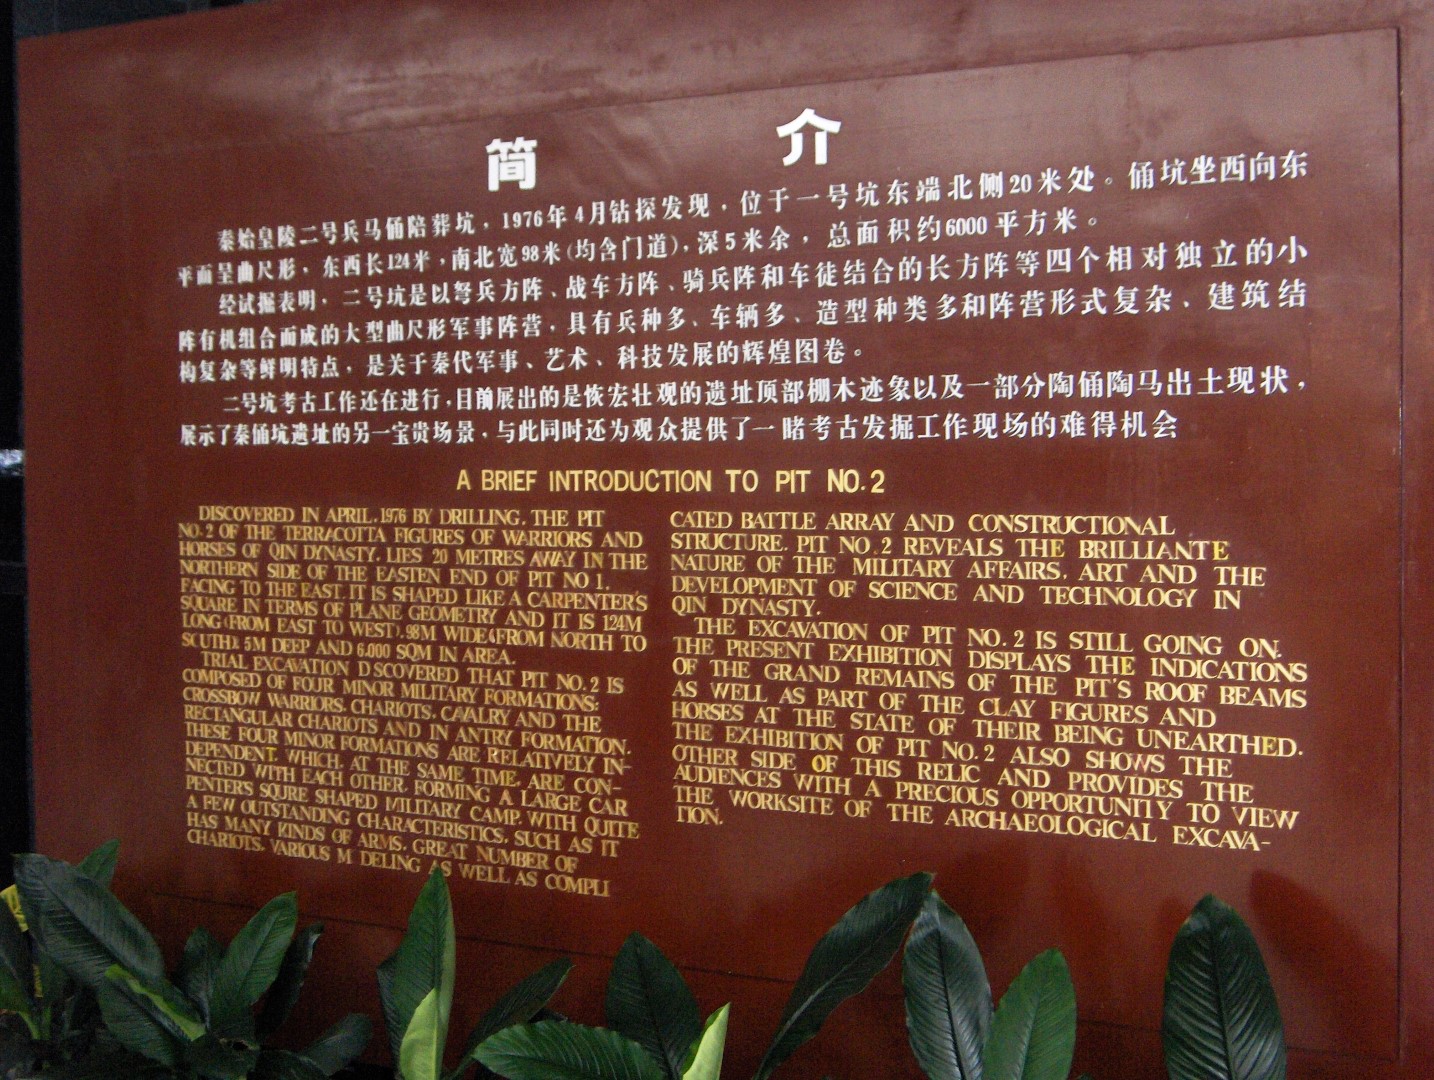 简 介
秦始皇陵二号兵马俑陪葬坑，1976年4月钻探发现，位于一号坑东端北侧20米处。俑坑坐西向东
平面呈曲尺形，东西长124米，南北宽98米(均含门道)，深5米余，总面积约6000平方米。
经试掘表明，二号坑是以弩兵方阵、战车方阵、骑兵阵和车徒结合的长方阵等四个相对独立的小
阵有机组合而成的大型曲尺形军事阵营，具有兵种多、车辆多、造型种类多和阵营形式复杂、建筑结
构复杂等鲜明特点，是关于秦代军事、艺术、科技发展的辉煌图卷。
二号坑考古工作还在进行，目前展出的是恢宏壮观的遗址顶部棚木迹象以及一部分陶俑陶马出土现状，
展示了秦俑坑遗址的另一宝贵场景，与此同时还为观众提供了一睹考古发掘工作现场的难得机会
A BRIEF INTRODUCTION TO PIT NO.2
DISCOVERED IN APRIL.1976 BY DRILLING. THE PIT
NO.2 OF THE TERRACOTTA FIGURES OF WARRIORS AND
HORSES OF QIN DYNASTY. LIES 20 METRES AWAY IN THE
NORTHERN SIDE OF THE EASTEN END OF PIT NO 1.
FACING TO THE EAST. IT IS SHAPED LIKE A CARPENTER'S
SQUARE IN TERMS OF PLANE GEOMETRY AND IT IS 124M
LONG(FROM EAST TO WEST). 98M WIDE(FROM NORTH TO
SOUTH). 5M DEEP AND 6.000 SQM IN AREA.
TRIAL EXCAVATION D SCOVERED THAT PIT NO.2 IS
COMPOSED OF FOUR MINOR MILITARY FORMATIONS:
CROSSBOW WARRIORS. CHARIOTS. CAVALRY AND THE
RECTANGULAR CHARIOTS AND IN ANTRY FORMATION.
THESE FOUR MINOR FORMATIONS ARE RELATIVELY IN-
DEPENDENT. WHICH. AT THE SAME TIME. ARE CON-
NECTED WITH EACH OTHER. FORMING A LARGE CAR
PENTER'S SQURE SHAPED MILITARY CAMP. WITH QUITE
A FEW OUTSTANDING CHARACTERISTICS. SUCH AS IT
HAS MANY KINDS OF ARMS. GREAT NUMBER OF
CHARIOTS. VARIOUS M DELING AS WELL AS COMPLI
CATED BATTLE ARRAY AND CONSTRUCTIONAL
STRUCTURE. PIT NO.2 REVEALS THE BRILLIANTE
NATURE OF THE MILITARY AFFAIRS. ART AND THE
DEVELOPMENT OF SCIENCE AND TECHNOLOGY IN
QIN DYNASTY.
THE EXCAVATION OF PIT NO.2 IS STILL GOING ON.
THE PRESENT EXHIBITION DISPLAYS THE INDICATIONS
OF THE GRAND REMAINS OF THE PIT'S ROOF BEAMS
AS WELL AS PART OF THE CLAY FIGURES AND
HORSES AT THE STATE OF THEIR BEING UNEARTHED.
THE EXHIBITION OF PIT NO.2 ALSO SHOWS THE
OTHER SIDE OF THIS RELIC AND PROVIDES THE
AUDIENCES WITH A PRECIOUS OPPORTUNITY TO VIEW
THE WORKSITE OF THE ARCHAEOLOGICAL EXCAVA-
TION.